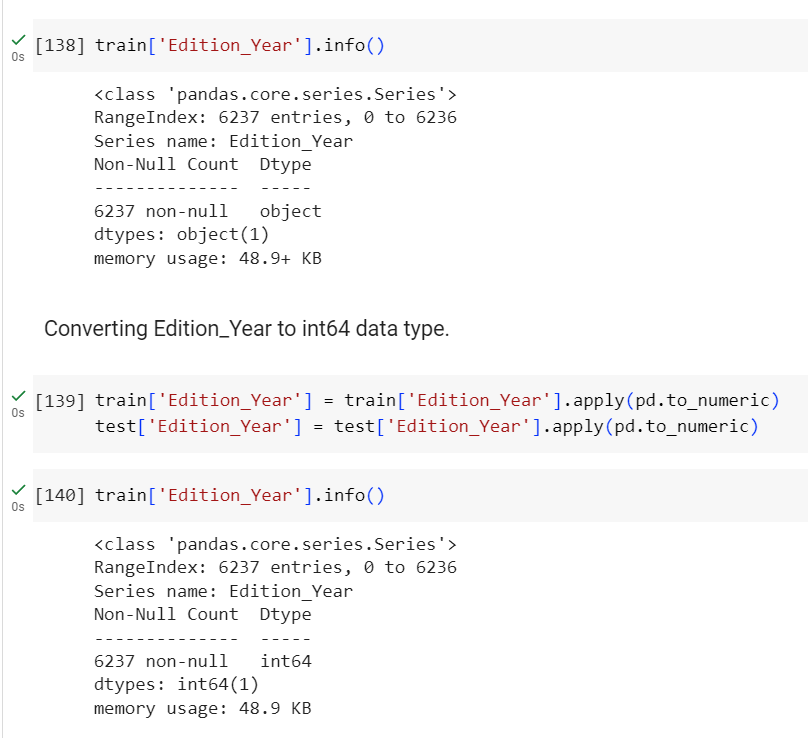 [138] train['Edition_Year'].info()
0s
<class 'pandas.core.series.Series'>
RangeIndex: 6237 entries, 0 to 6236
Series name: Edition_Year
Non-Null Count  Dtype
--------------  -----
6237 non-null   object
dtypes: object(1)
memory usage: 48.9+ KB
Converting Edition_Year to int64 data type.
[139] train['Edition_Year'] = train['Edition_Year'].apply(pd.to_numeric)
0s
test['Edition_Year'] = test['Edition_Year'].apply(pd.to_numeric)
[140] train['Edition_Year'].info()
0s
<class 'pandas.core.series.Series'>
RangeIndex: 6237 entries, 0 to 6236
Series name: Edition_Year
Non-Null Count  Dtype
--------------  -----
6237 non-null   int64
dtypes: int64(1)
memory usage: 48.9 KB